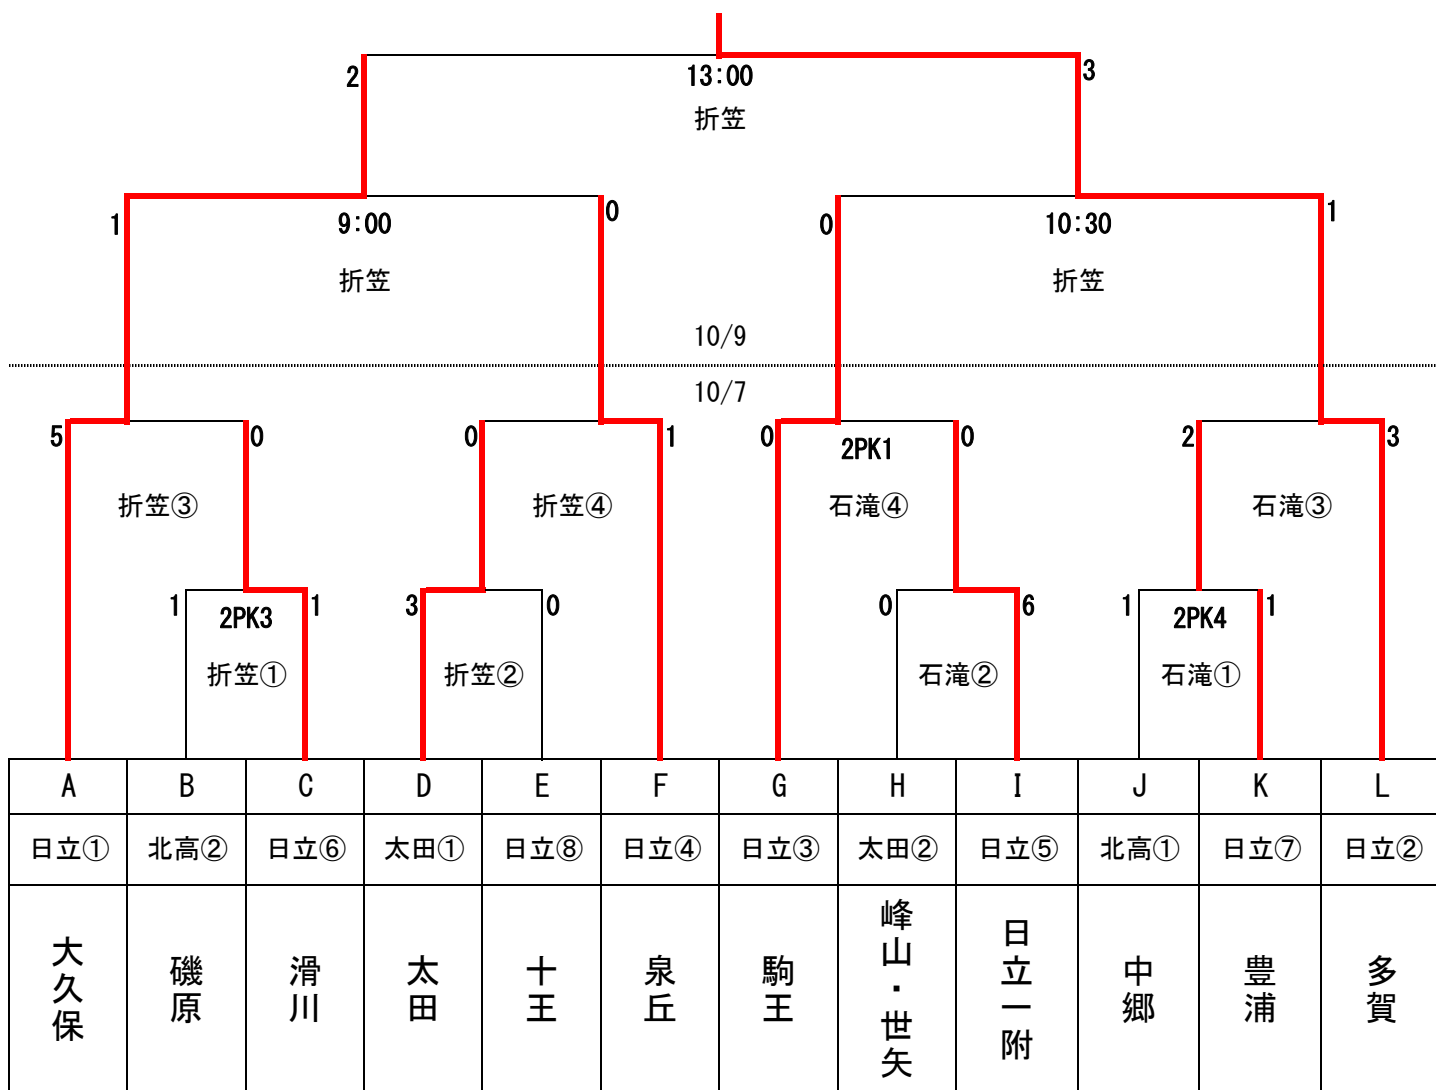 2 13:00 3
折笠
1 9:00 0 0 10:30 1
折笠 折笠
10/9
10/7
5 0 0 1 0 2PK1 0 2 3
折笠③ 折笠④ 石滝④ 石滝③
1 2PK3 1 3 0 0 6 1 2PK4 1
折笠① 折笠② 石滝② 石滝①
A B C D E F G H I J K L
日立① 北高② 日立⑥ 太田① 日立⑧ 日立④ 日立③ 太田② 日立⑤ 北高① 日立⑦ 日立②
大久保 磯原 滑川 太田 十王 泉丘 駒王 峰山・世矢 日立一附 中郷 豊浦 多賀